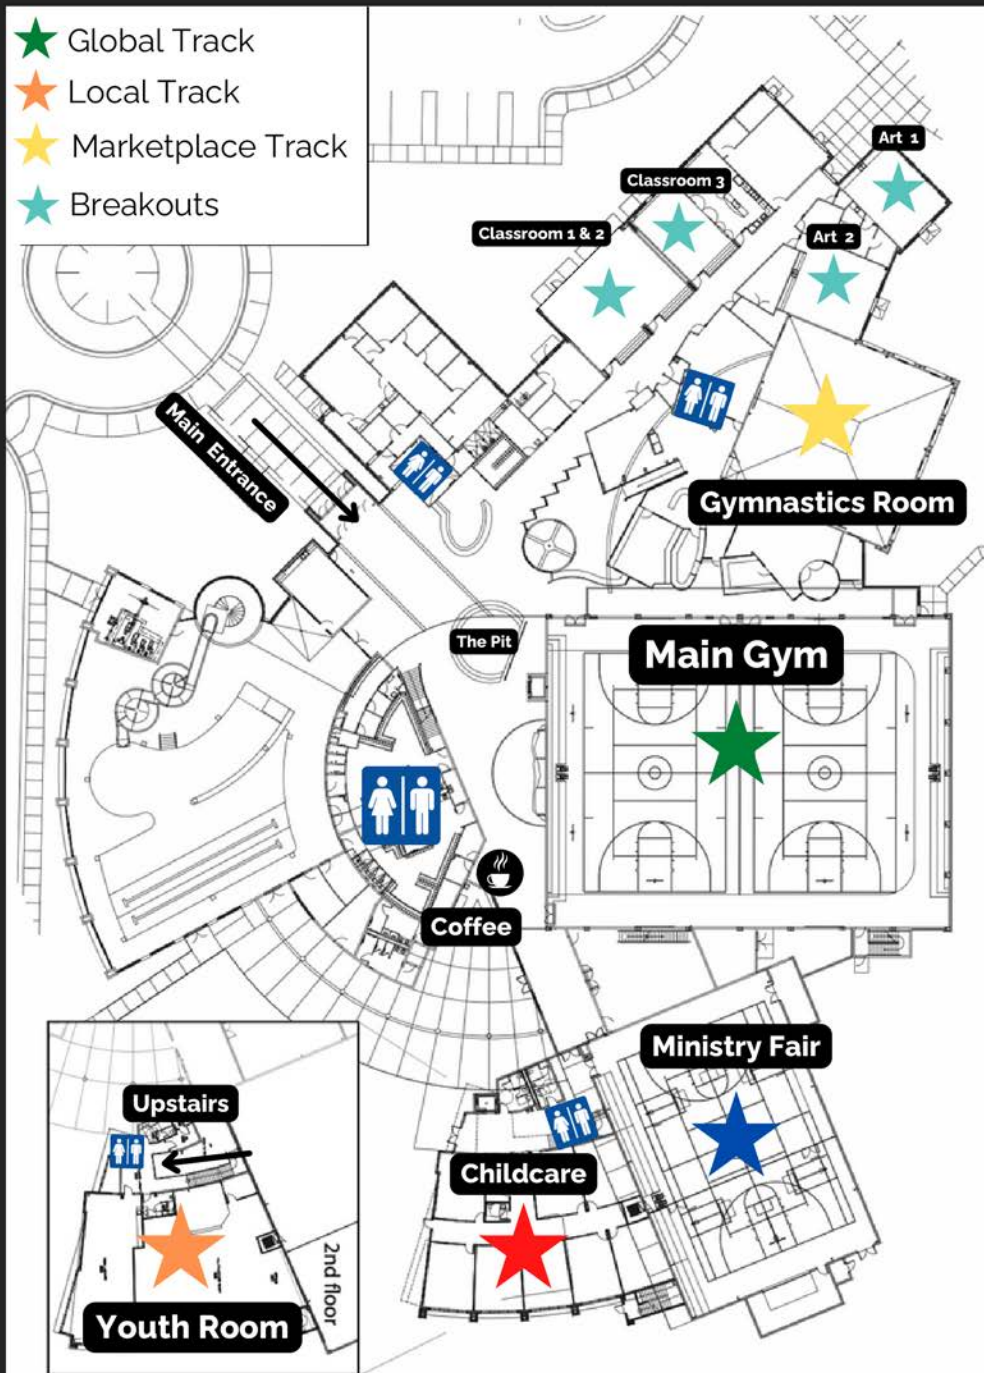 Global Track
Local Track
Marketplace Track
Breakouts
Art 1
Classroom 3
Classroom 1 & 2
Art 2
Main Entrance
Gymnastics Room
The Pit
Main Gym
Coffee
Ministry Fair
Upstairs
Childcare
2nd floor
Youth Room